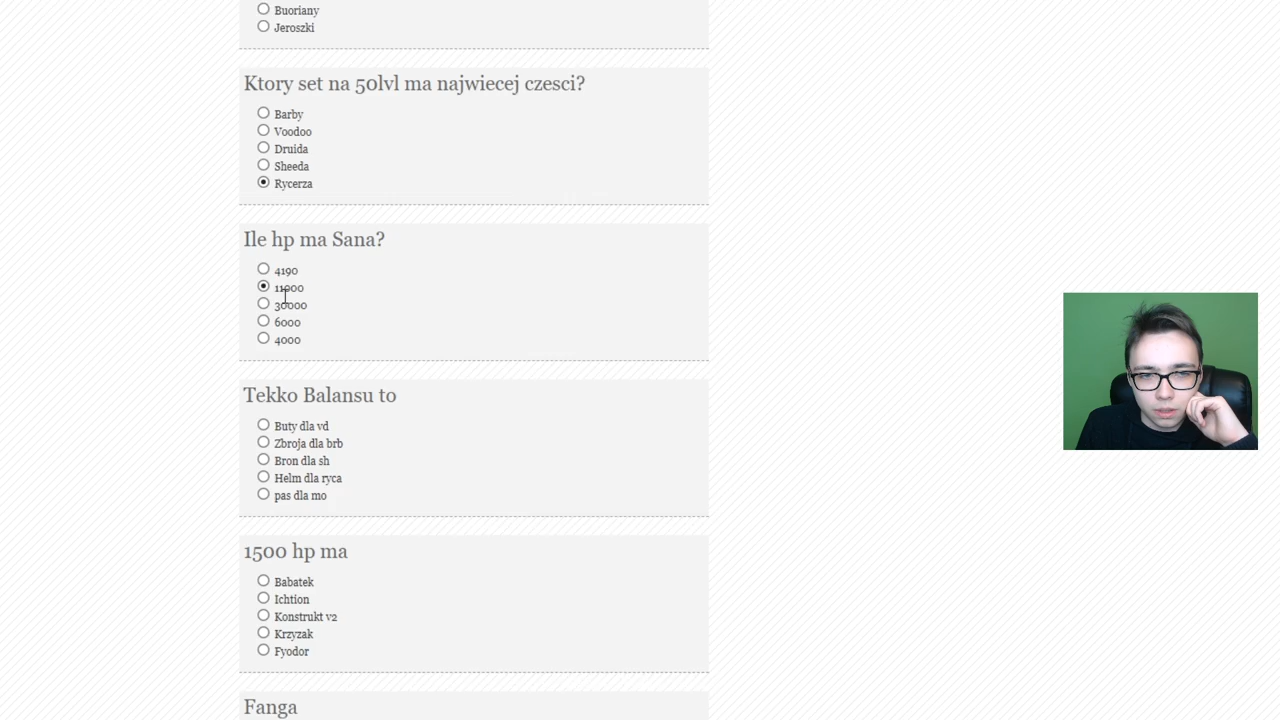 Buoriany
Jeroszki
Ktory set na 50lvl ma najwiecej czesci?
Barby
Voodoo
Druida
Sheeda
Rycerza
Ile hp ma Sana?
4190
11000
30000
6000
4000
Tekko Balansu to
Buty dla vd
Zbroja dla brb
Bron dla sh
Helm dla ryca
pas dla mo
1500 hp ma
Babatek
Ichtion
Konstrukt v2
Krzyzak
Fyodor
Fanga